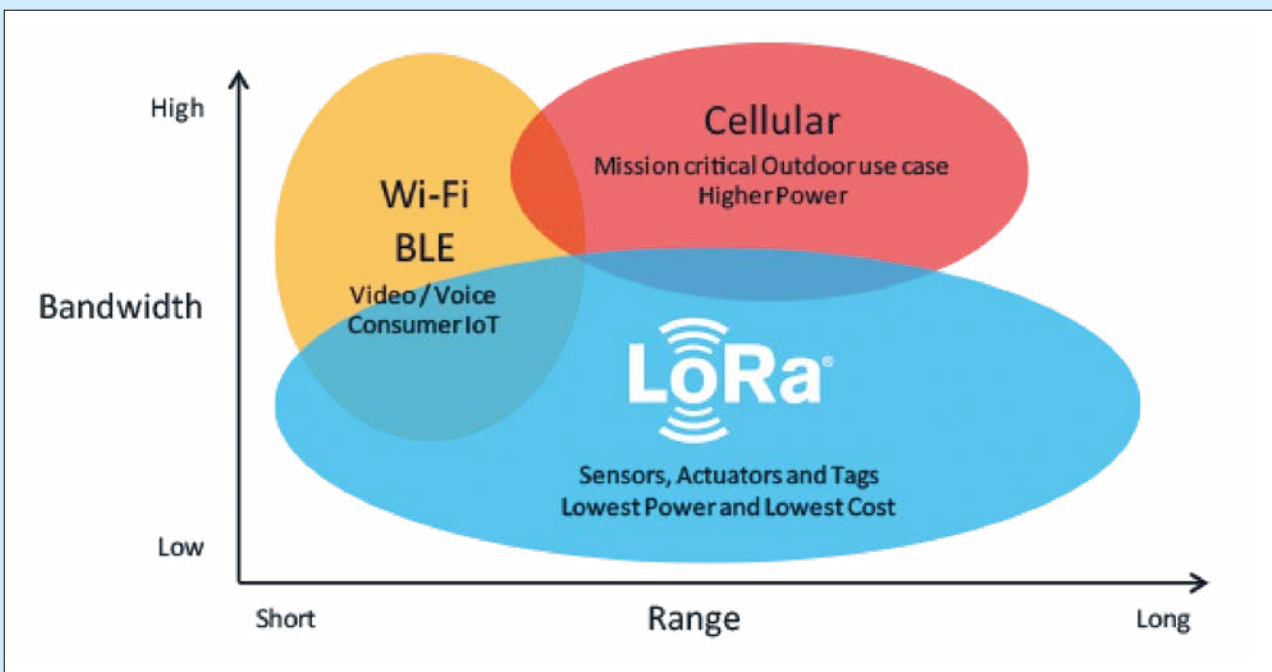 High
Cellular
Mission critical Outdoor use case
Higher Power
Wi-Fi
BLE
Video / Voice
Consumer IoT
Bandwidth
LoRa®
Sensors, Actuators and Tags
Lowest Power and Lowest Cost
Low
Short
Range
Long